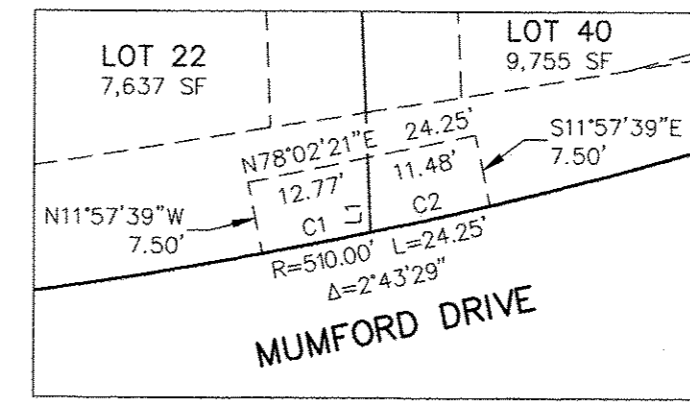 LOT 22
7,637 SF
LOT 40
9,755 SF
N78°02'21"E 24.25'
S11°57'39"E
7.50'
12.77'
11.48'
N11°57'39"W
7.50'
C1
C2
R=510.00' L=24.25'
Δ=2°43'29"
MUMFORD DRIVE